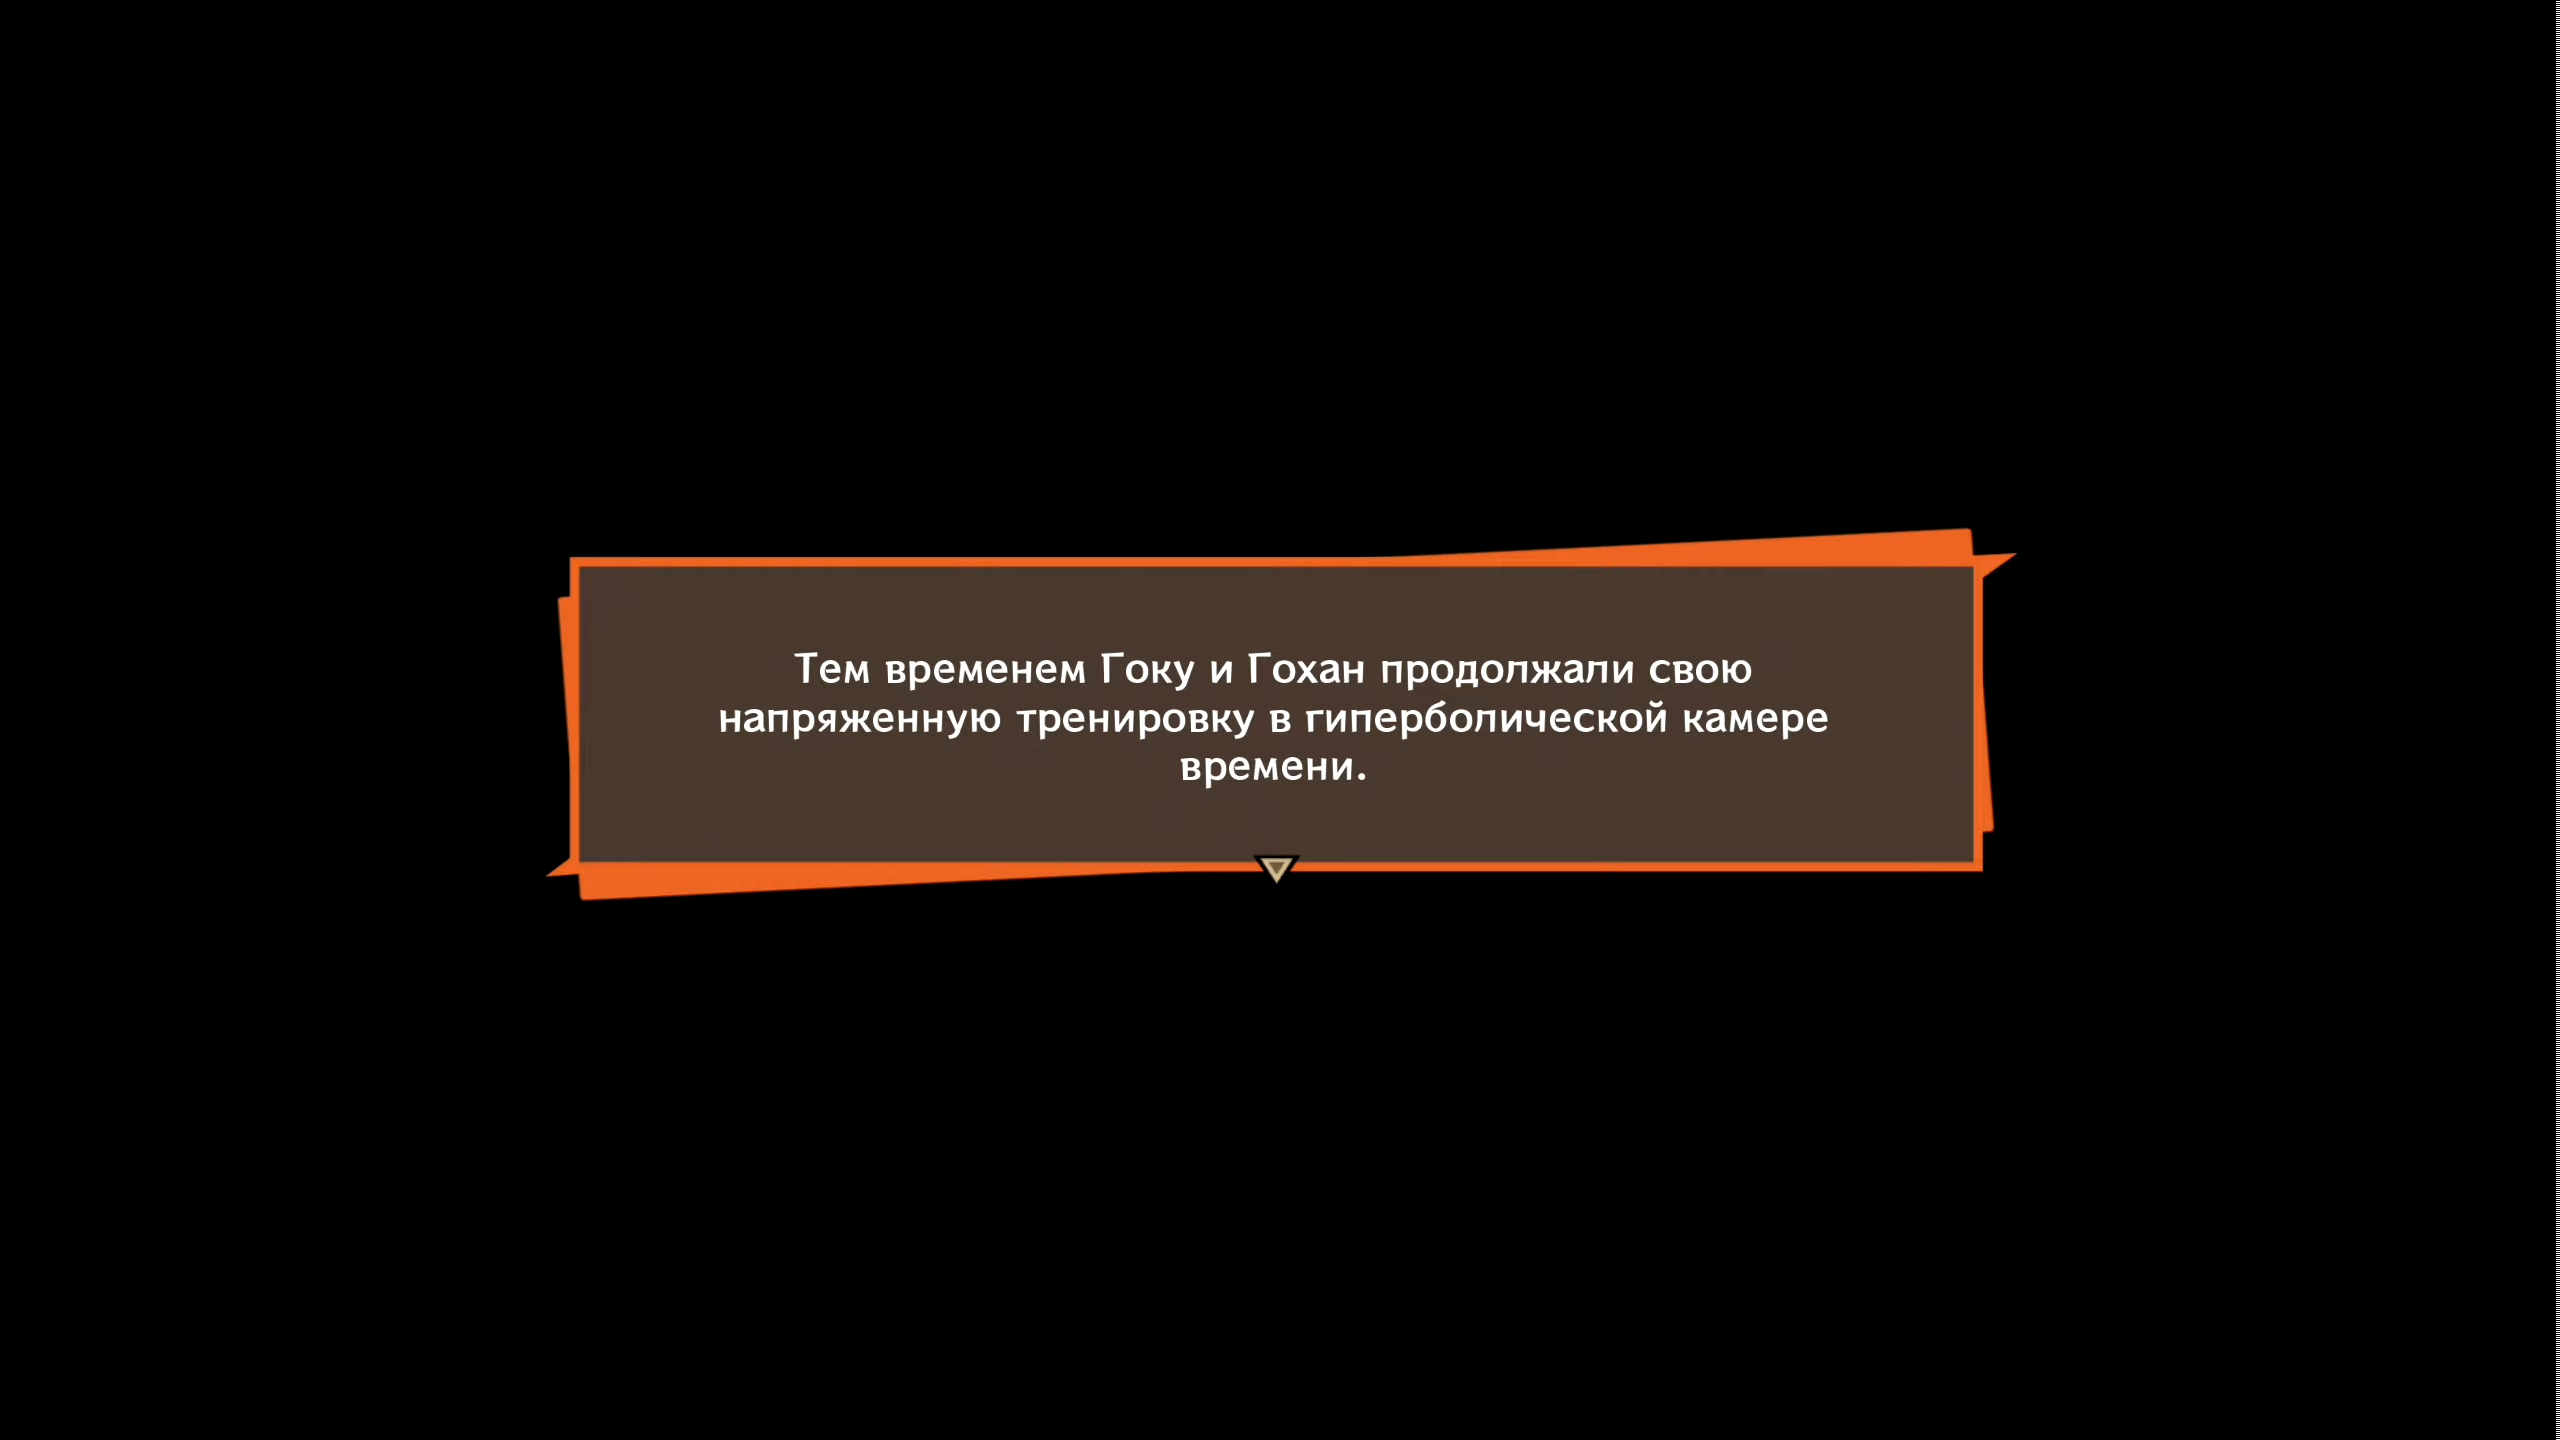 Тем временем Гоку и Гохан продолжали свою
напряженную тренировку в гиперболической камере
времени.